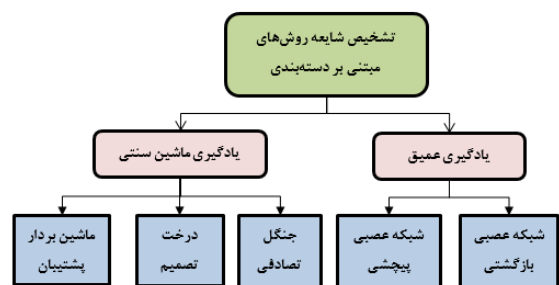 تشخیص شایعه روش‌های
مبتنی بر دسته‌بندی
یادگیری عمیق
یادگیری ماشین سنتی
شبکه عصبی
بازگشتی
شبکه عصبی
پیچشی
جنگل
تصادفی
درخت
تصمیم
ماشین بردار
پشتیبان